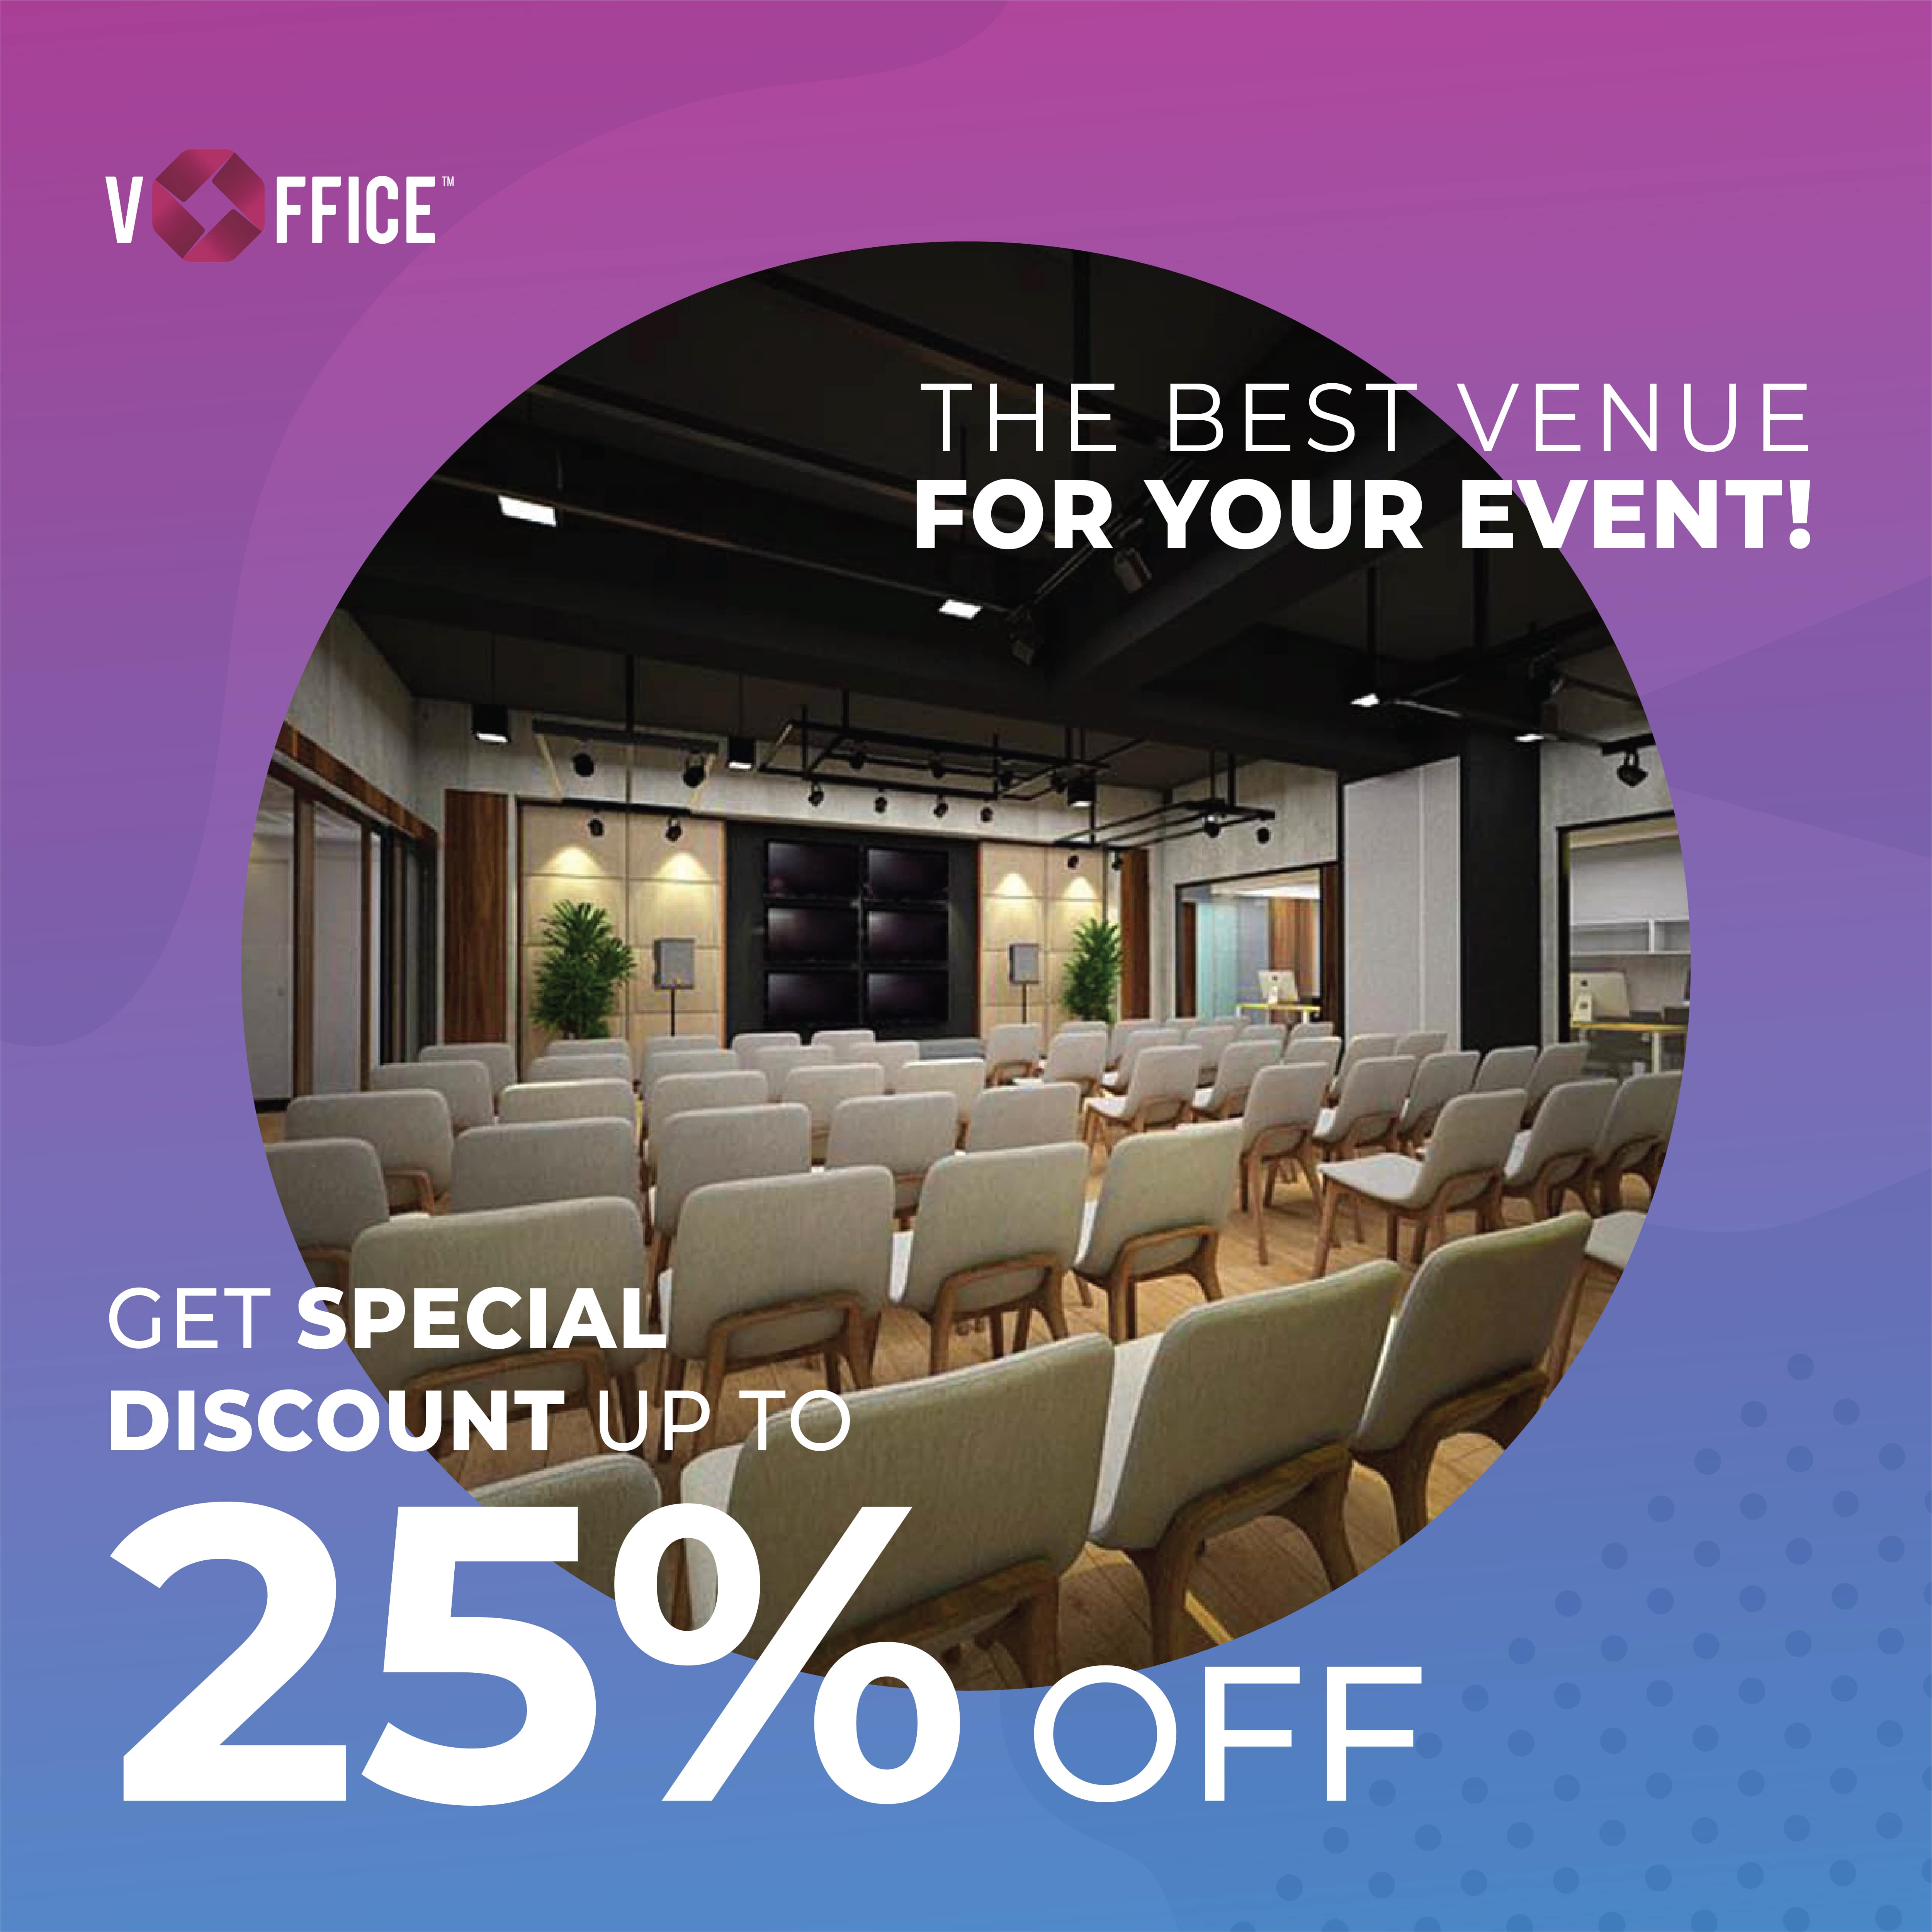 VOFFICE™
THE BEST VENUE
FOR YOUR EVENT!
GET SPECIAL
DISCOUNT UP TO
25% OFF